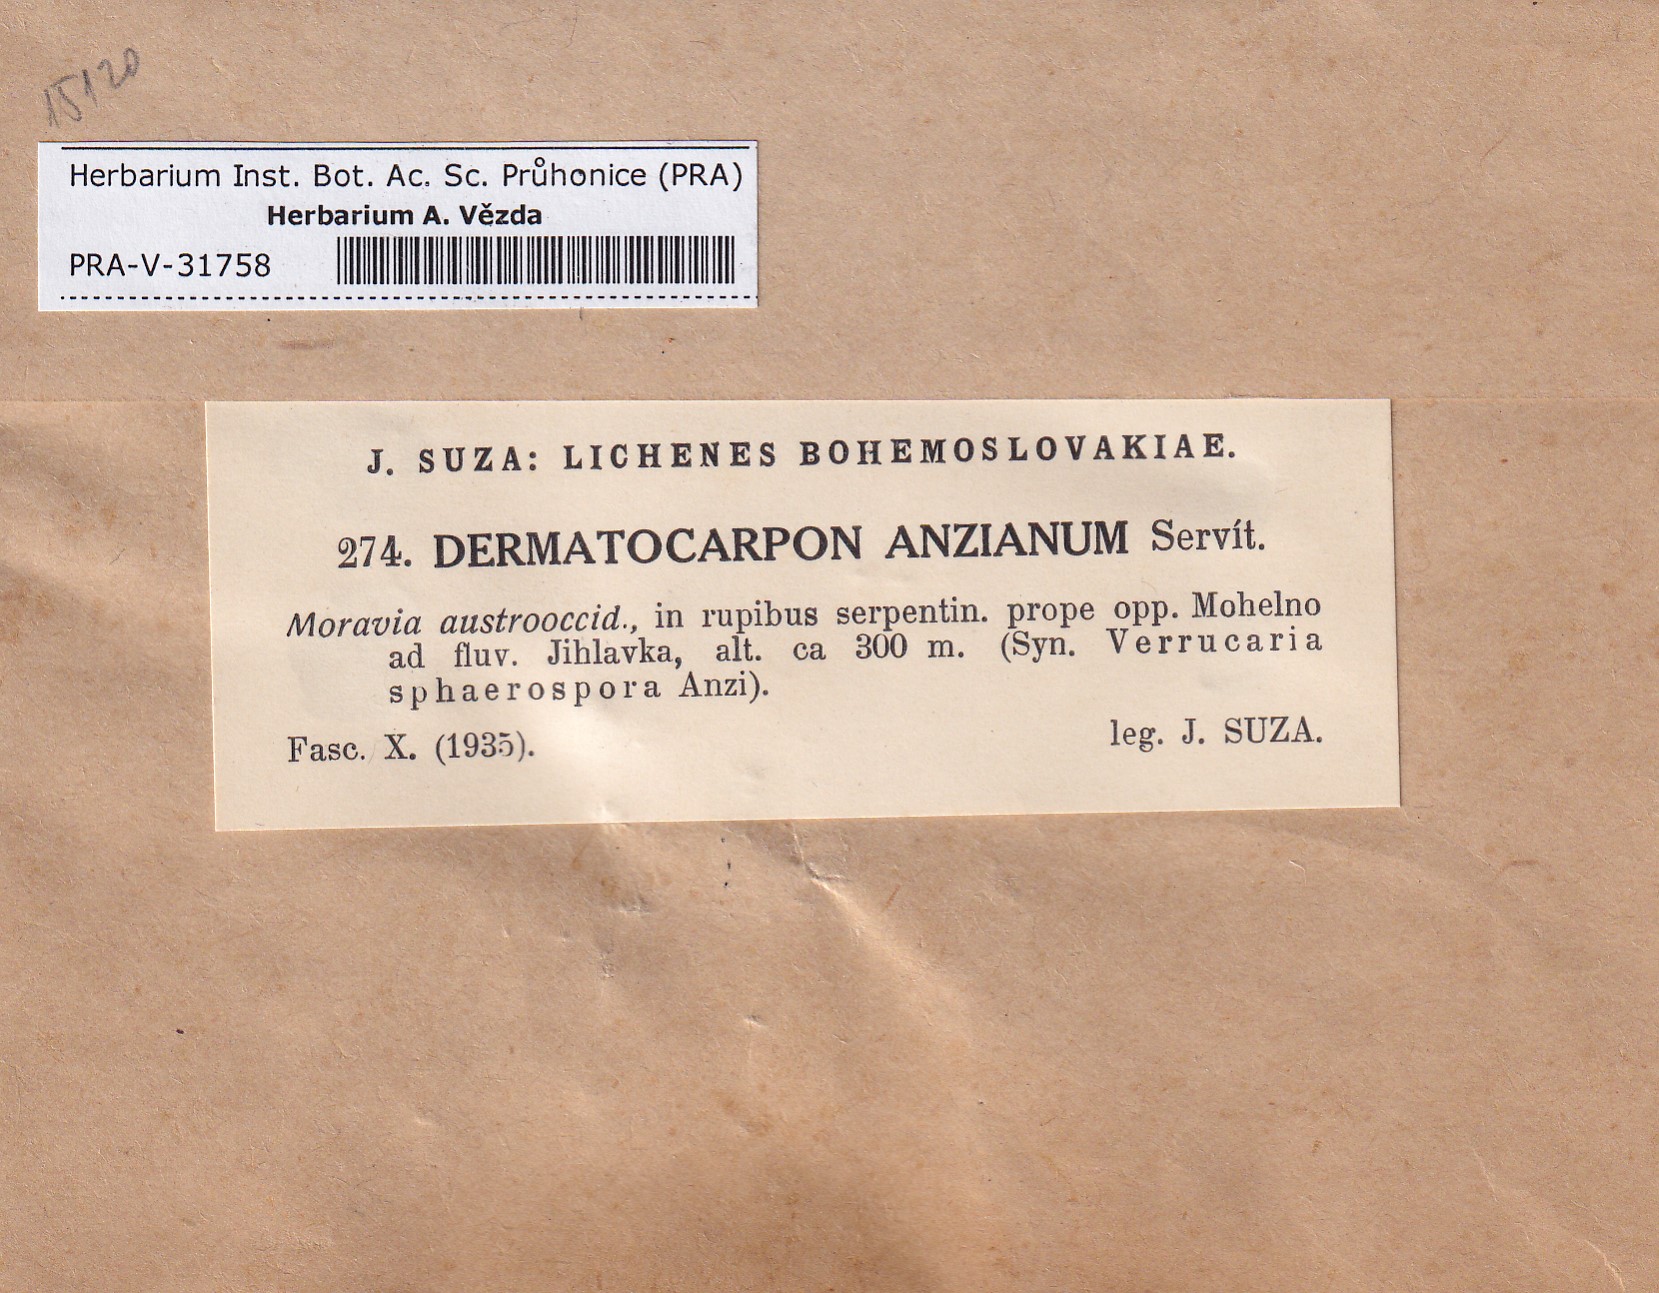 15120
Herbarium Inst. Bot. Ac. Sc. Průhonice (PRA)
Herbarium A. Vězda
PRA-V-31758
J. SUZA: LICHENES BOHEMOSLOVAKIAE.
274. DERMATOCARPON ANZIANUM Servít.
Moravia austrooccid., in rupibus serpentin. prope opp. Mohelno
ad fluv. Jihlavka, alt. ca 300 m. (Syn. Verrucaria
sphaerospora Anzi).
Fasc. X. (1935). leg. J. SUZA.